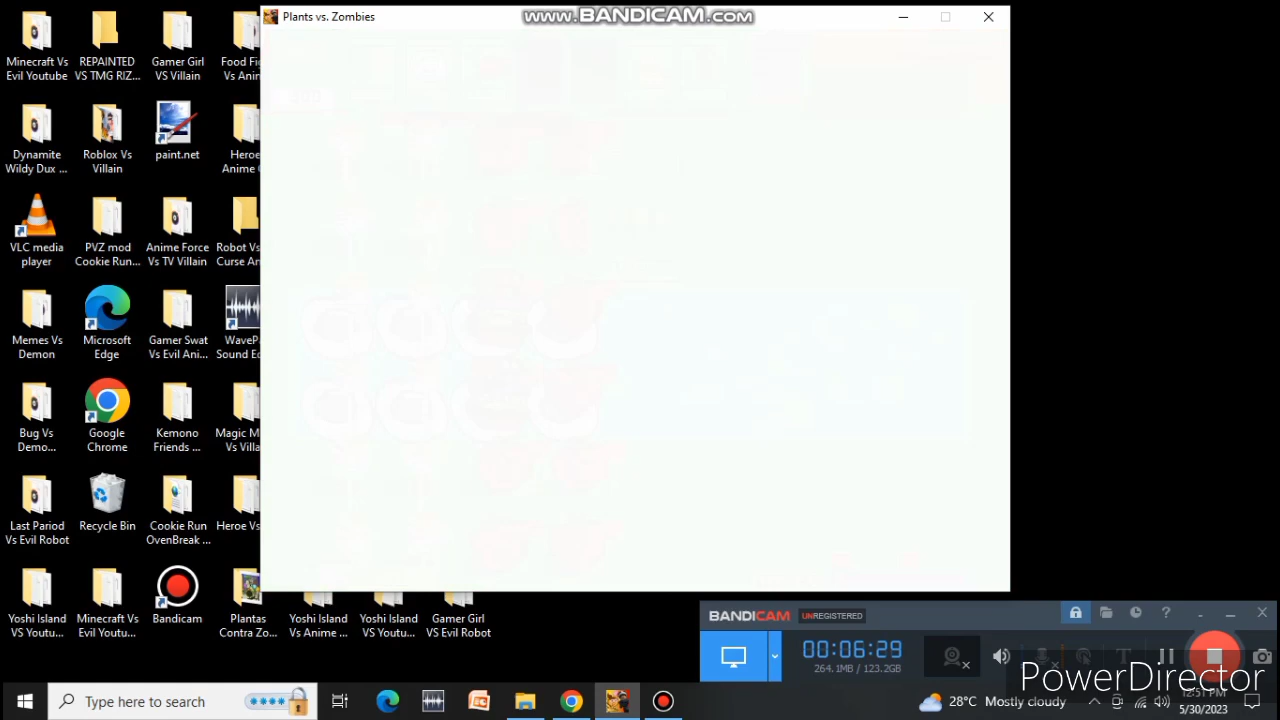 Plants vs. Zombies
www.BANDICAM.com
Minecraft Vs
Evil Youtube
REPAINTED
VS TMG RIZ...
Gamer Girl
VS Villain
Food Fi
Vs Ani
Dynamite
Wildy Dux ...
Roblox Vs
Villain
paint.net
Heroe
Anime
VLC media
player
PVZ mod
Cookie Run...
Anime Force
Vs TV Villain
Robot Vs
Curse An
Memes Vs
Demon
Microsoft
Edge
Gamer Swat
Vs Evil Ani...
WaveP
Sound Ed
Bug Vs
Demo...
Google
Chrome
Kemono
Friends ...
Magic M
Vs Villa
Last Pariod
Vs Evil Robot
Recycle Bin
Cookie Run
OvenBreak ...
Heroe Vs
Yoshi Island
VS Youtu...
Minecraft Vs
Evil Youtu...
Bandicam
Plantas
Contra Zo...
Yoshi Island
Vs Anime ...
Yoshi Island
VS Youtu...
Gamer Girl
VS Evil Robot
BANDICAM UNREGISTERED
00:06:29
264.1MB / 123.2GB
PowerDirector
Type here to search
28°C Mostly cloudy
12:51 PM
5/30/2023